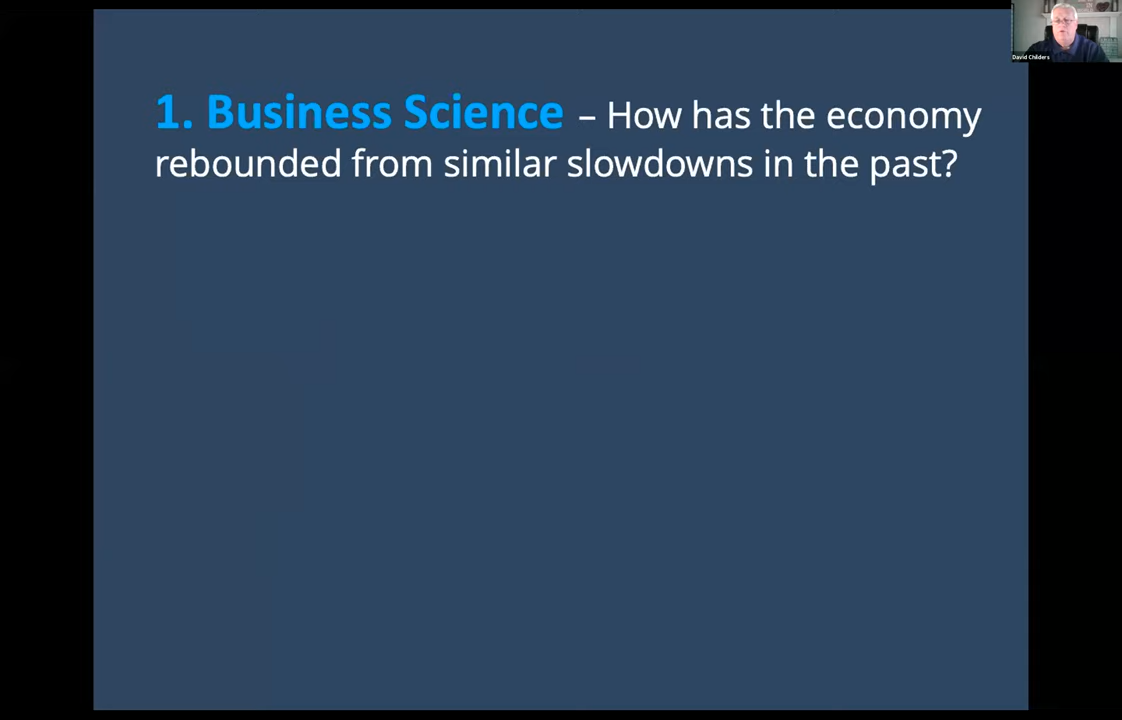 1. Business Science – How has the economy
rebounded from similar slowdowns in the past?
David Childers